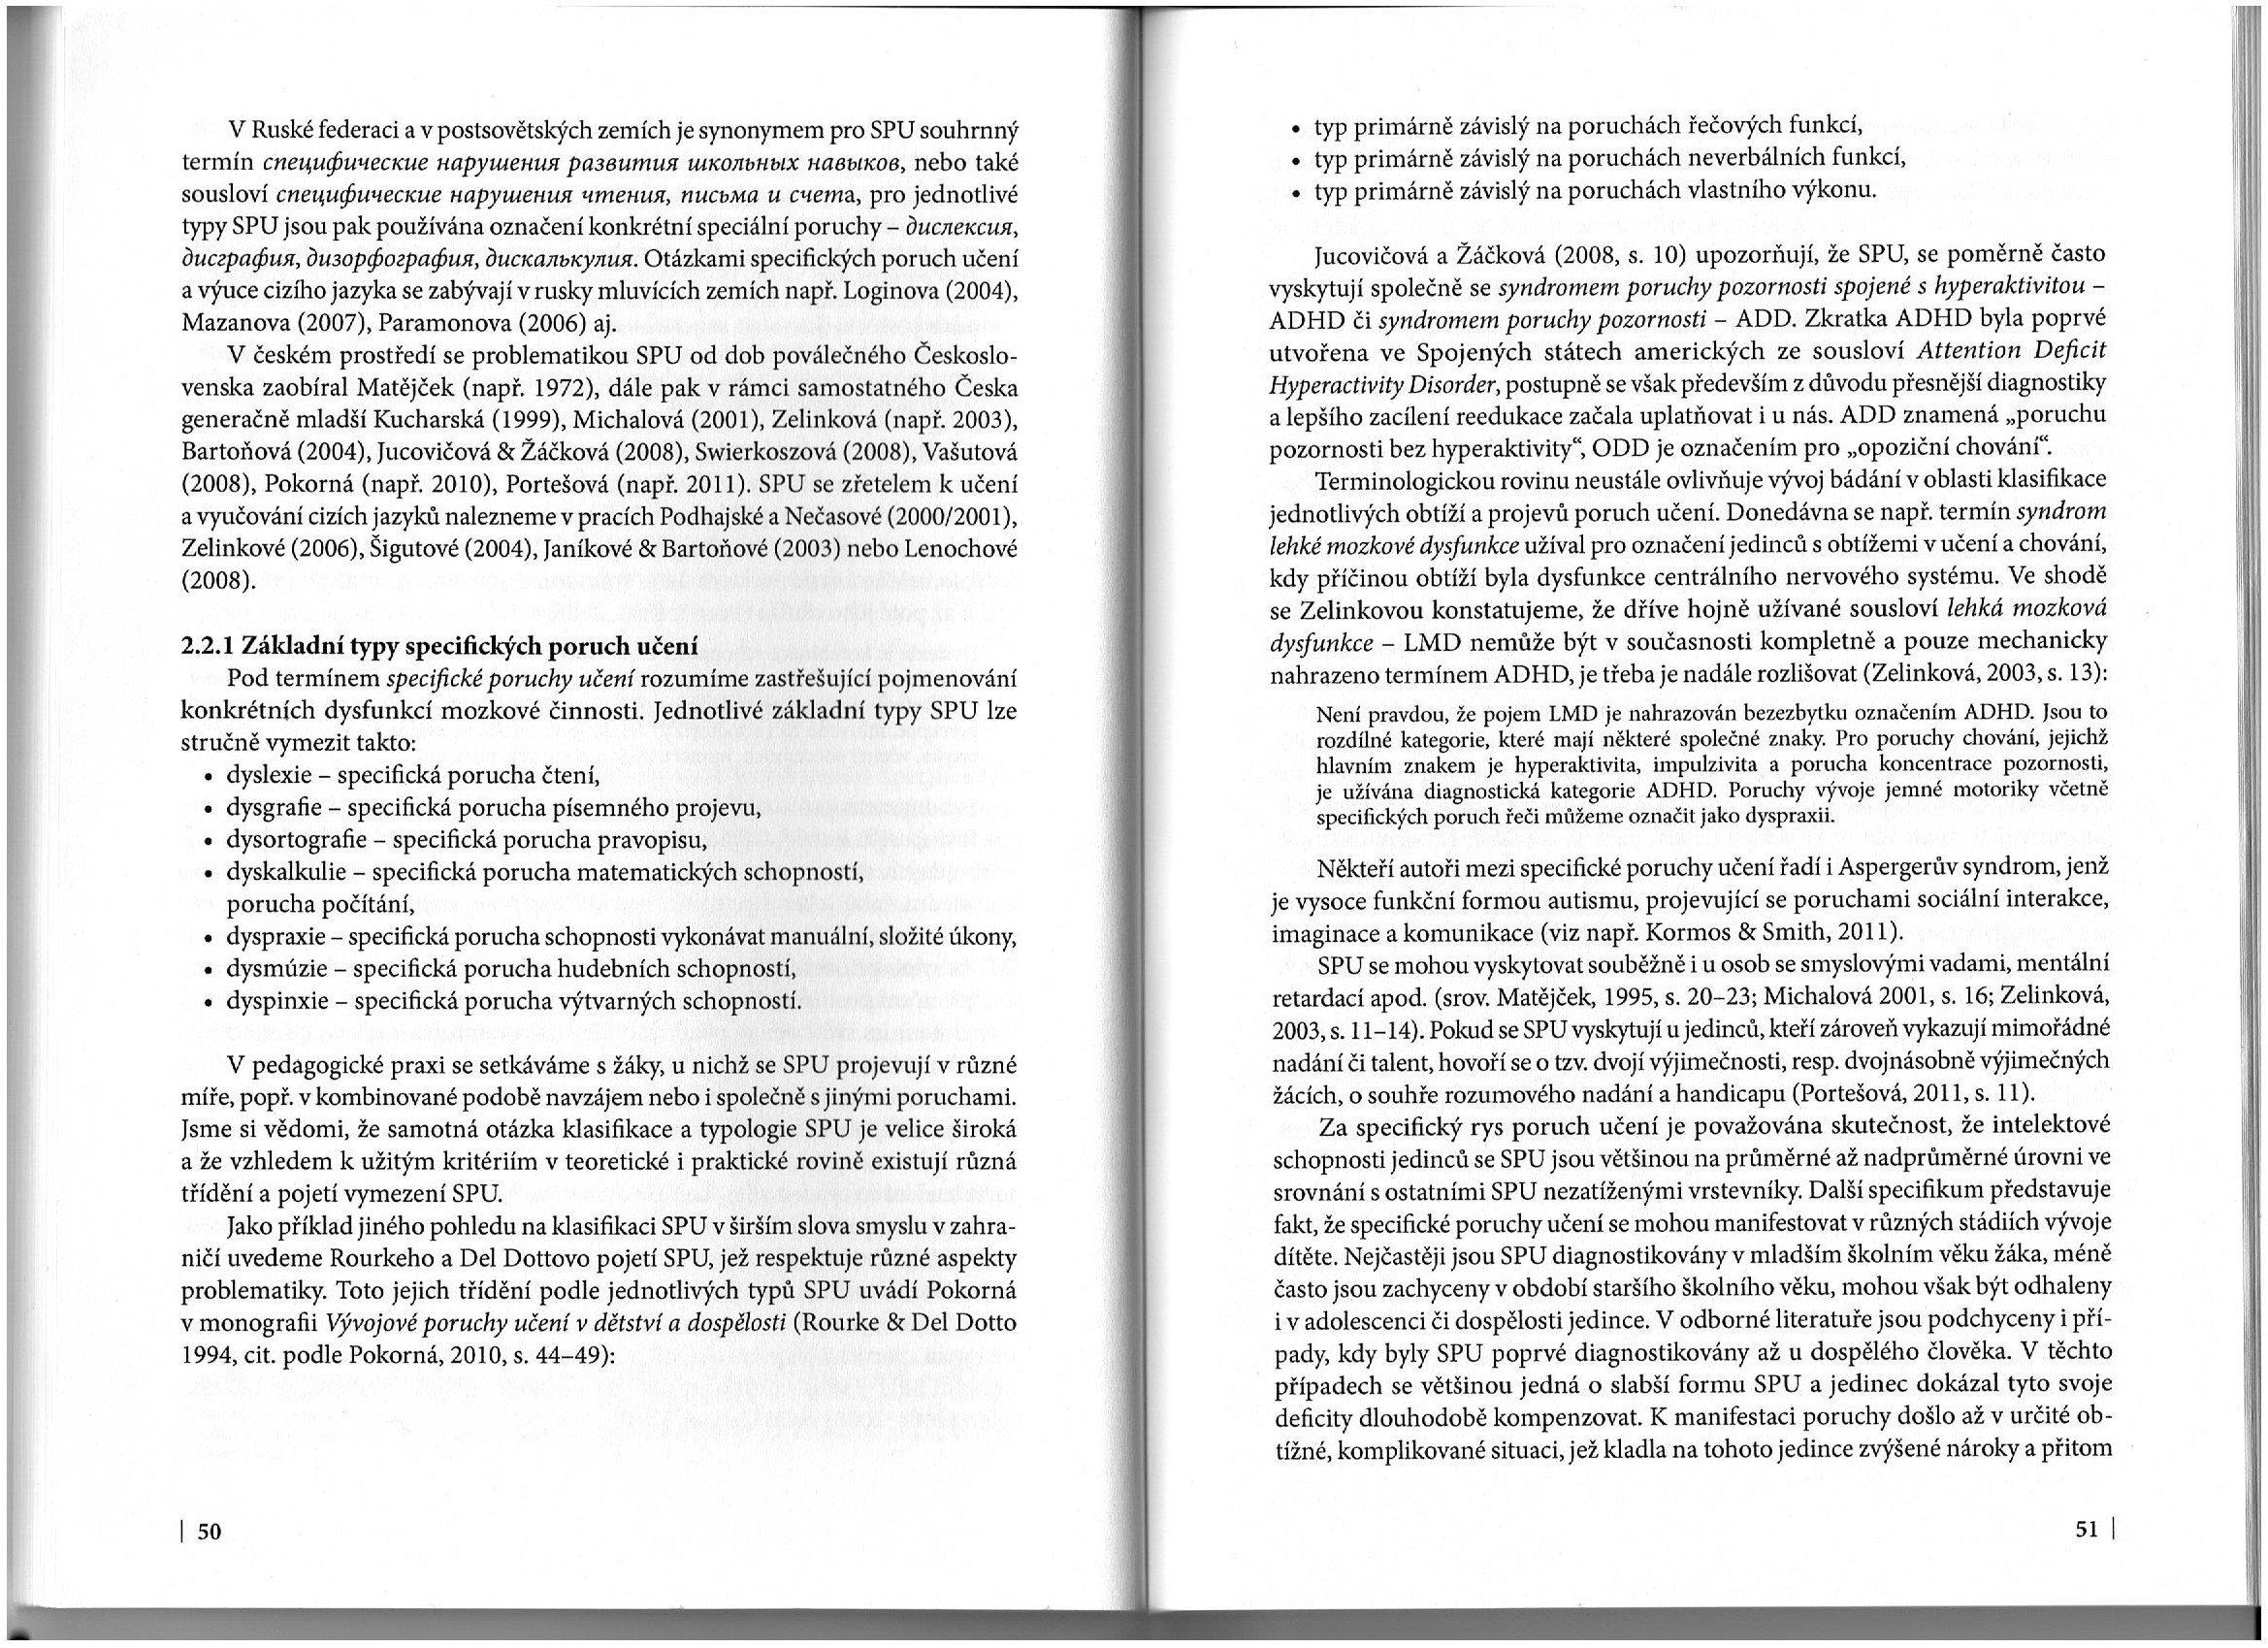 V Ruské federaci a v postsovětských zemích je synonymem pro SPU souhrnný
termín специфические нарушения развития школьных навыков, nebo také
sousloví специфические нарушения чтения, письма и счета, pro jednotlivé
typy SPU jsou pak používána označení konkrétní speciální poruchy – дислексия,
дисграфия, дизорфография, дискалькулия. Otázkami specifických poruch učení
a výuce cizího jazyka se zabývají v rusky mluvících zemích např. Loginova (2004),
Mazanova (2007), Paramonova (2006) aj.
V českém prostředí se problematikou SPU od dob poválečného Českoslo-
venska zaobíral Matějček (např. 1972), dále pak v rámci samostatného Česka
generačně mladší Kucharská (1999), Michalová (2001), Zelinková (např. 2003),
Bartoňová (2004), Jucovičová & Žáčková (2008), Swierkoszová (2008), Vašutová
(2008), Pokorná (např. 2010), Portešová (např. 2011). SPU se zřetelem k učení
a vyučování cizích jazyků nalezneme v pracích Podhajské a Nečasové (2000/2001),
Zelinkové (2006), Šigutové (2004), Janíkové & Bartoňové (2003) nebo Lenochové
(2008).
2.2.1 Základní typy specifických poruch učení
Pod termínem specifické poruchy učení rozumíme zastřešující pojmenování
konkrétních dysfunkcí mozkové činnosti. Jednotlivé základní typy SPU lze
stručně vymezit takto:
• dyslexie – specifická porucha čtení,
• dysgrafie – specifická porucha písemného projevu,
• dysortografie – specifická porucha pravopisu,
• dyskalkulie – specifická porucha matematických schopností,
porucha počítání,
• dyspraxie – specifická porucha schopnosti vykonávat manuální, složité úkony,
• dysmúzie – specifická porucha hudebních schopností,
• dyspinxie – specifická porucha výtvarných schopností.
V pedagogické praxi se setkáváme s žáky, u nichž se SPU projevují v různé
míře, popř. v kombinované podobě navzájem nebo i společně s jinými poruchami.
Jsme si vědomi, že samotná otázka klasifikace a typologie SPU je velice široká
a že vzhledem k užitým kritériím v teoretické i praktické rovině existují různá
třídění a pojetí vymezení SPU.
Jako příklad jiného pohledu na klasifikaci SPU v širším slova smyslu v zahra-
ničí uvedeme Rourkeho a Del Dottovo pojetí SPU, jež respektuje různé aspekty
problematiky. Toto jejich třídění podle jednotlivých typů SPU uvádí Pokorná
v monografii Vývojové poruchy učení v dětství a dospělosti (Rourke & Del Dotto
1994, cit. podle Pokorná, 2010, s. 44–49):
| 50
• typ primárně závislý na poruchách řečových funkcí,
• typ primárně závislý na poruchách neverbálních funkcí,
• typ primárně závislý na poruchách vlastního výkonu.
Jucovičová a Žáčková (2008, s. 10) upozorňují, že SPU, se poměrně často
vyskytují společně se syndromem poruchy pozornosti spojené s hyperaktivitou –
ADHD či syndromem poruchy pozornosti – ADD. Zkratka ADHD byla poprvé
utvořena ve Spojených státech amerických ze sousloví Attention Deficit
Hyperactivity Disorder, postupně se však především z důvodu přesnější diagnostiky
a lepšího zacílení reedukace začala uplatňovat i u nás. ADD znamená „poruchu
pozornosti bez hyperaktivity“, ODD je označením pro „opoziční chování“.
Terminologickou rovinu neustále ovlivňuje vývoj bádání v oblasti klasifikace
jednotlivých obtíží a projevů poruch učení. Donedávna se např. termín syndrom
lehké mozkové dysfunkce užíval pro označení jedinců s obtížemi v učení a chování,
kdy příčinou obtíží byla dysfunkce centrálního nervového systému. Ve shodě
se Zelinkovou konstatujeme, že dříve hojně užívané sousloví lehká mozková
dysfunkce – LMD nemůže být v současnosti kompletně a pouze mechanicky
nahrazeno termínem ADHD, je třeba je nadále rozlišovat (Zelinková, 2003, s. 13):
Není pravdou, že pojem LMD je nahrazován bezezbytku označením ADHD. Jsou to
rozdílné kategorie, které mají některé společné znaky. Pro poruchy chování, jejichž
hlavním znakem je hyperaktivita, impulzivita a porucha koncentrace pozornosti,
je užívána diagnostická kategorie ADHD. Poruchy vývoje jemné motoriky včetně
specifických poruch řeči můžeme označit jako dyspraxii.
Někteří autoři mezi specifické poruchy učení řadí i Aspergerův syndrom, jenž
je vysoce funkční formou autismu, projevující se poruchami sociální interakce,
imaginace a komunikace (viz např. Kormos & Smith, 2011).
SPU se mohou vyskytovat souběžně i u osob se smyslovými vadami, mentální
retardací apod. (srov. Matějček, 1995, s. 20–23; Michalová 2001, s. 16; Zelinková,
2003, s. 11–14). Pokud se SPU vyskytují u jedinců, kteří zároveň vykazují mimořádné
nadání či talent, hovoří se o tzv. dvojí výjimečnosti, resp. dvojnásobně výjimečných
žácích, o souhře rozumového nadání a handicapu (Portešová, 2011, s. 11).
Za specifický rys poruch učení je považována skutečnost, že intelektové
schopnosti jedinců se SPU jsou většinou na průměrné až nadprůměrné úrovni ve
srovnání s ostatními SPU nezatíženými vrstevníky. Další specifikum představuje
fakt, že specifické poruchy učení se mohou manifestovat v různých stádiích vývoje
dítěte. Nejčastěji jsou SPU diagnostikovány v mladším školním věku žáka, méně
často jsou zachyceny v období staršího školního věku, mohou však být odhaleny
i v adolescenci či dospělosti jedince. V odborné literatuře jsou podchyceny i pří-
pady, kdy byly SPU poprvé diagnostikovány až u dospělého člověka. V těchto
případech se většinou jedná o slabší formu SPU a jedinec dokázal tyto svoje
deficity dlouhodobě kompenzovat. K manifestaci poruchy došlo až v určité ob-
tížné, komplikované situaci, jež kladla na tohoto jedince zvýšené nároky a přitom
51 |